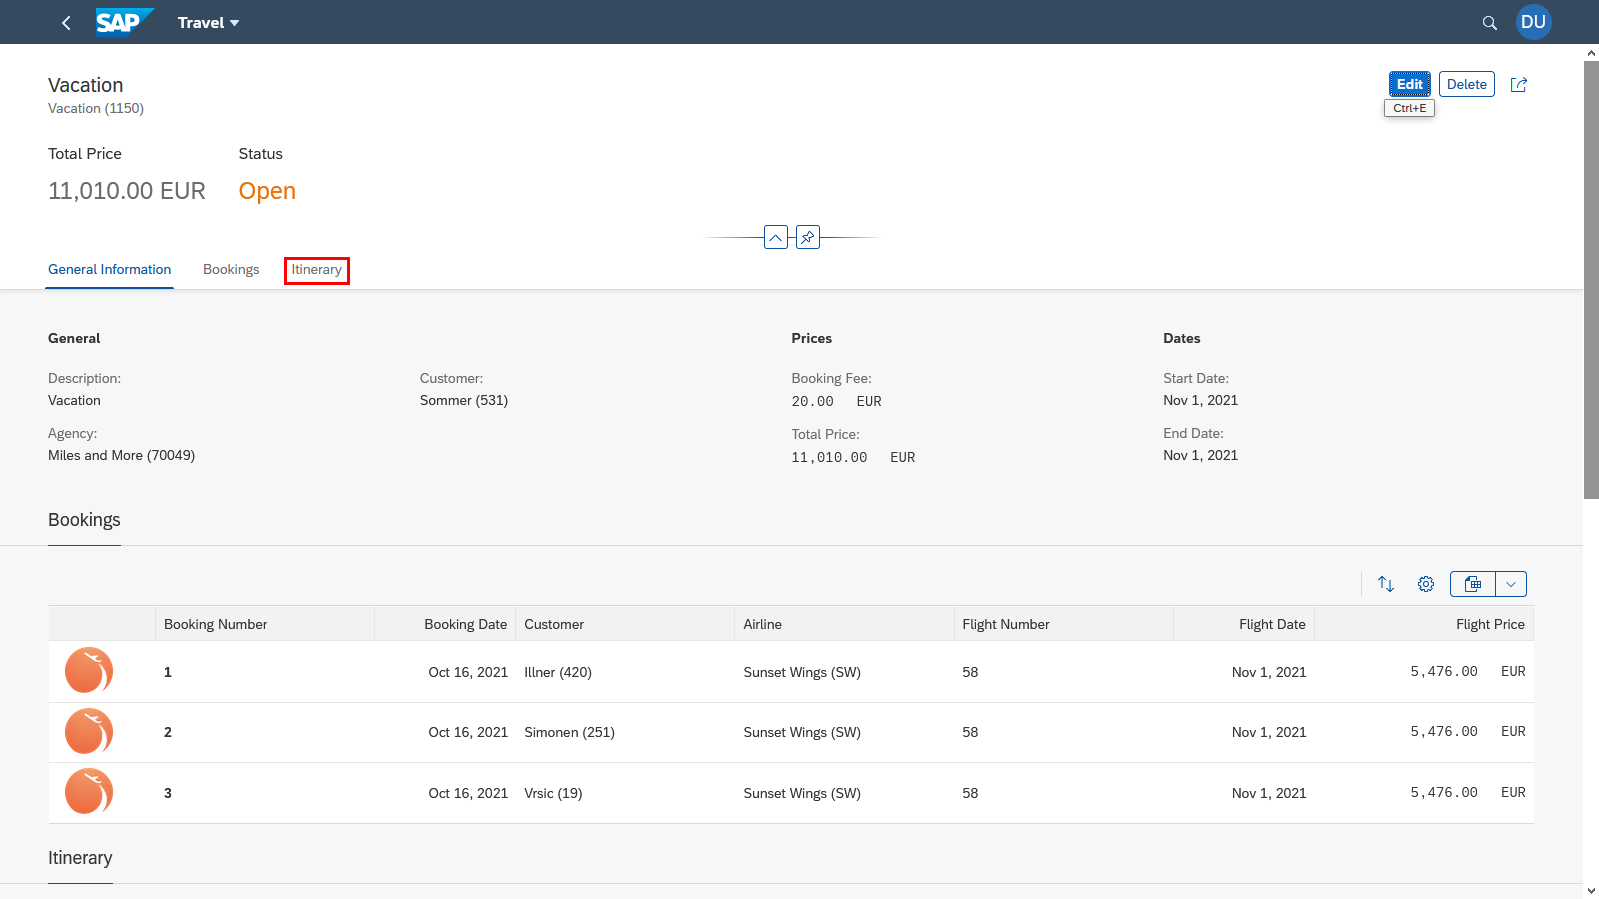 SAP Travel DU
Vacation Edit Delete
Vacation (1150) Ctrl+E
Total Price Status
11,010.00 EUR Open
General Information Bookings Itinerary
General Prices Dates
Description: Customer: Booking Fee: Start Date:
Vacation Sommer (531) 20.00 EUR Nov 1, 2021
Agency: Total Price: End Date:
Miles and More (70049) 11,010.00 EUR Nov 1, 2021
Bookings
Booking Number Booking Date Customer Airline Flight Number Flight Date Flight Price
1 Oct 16, 2021 Illner (420) Sunset Wings (SW) 58 Nov 1, 2021 5,476.00 EUR
2 Oct 16, 2021 Simonen (251) Sunset Wings (SW) 58 Nov 1, 2021 5,476.00 EUR
3 Oct 16, 2021 Vrsic (19) Sunset Wings (SW) 58 Nov 1, 2021 5,476.00 EUR
Itinerary